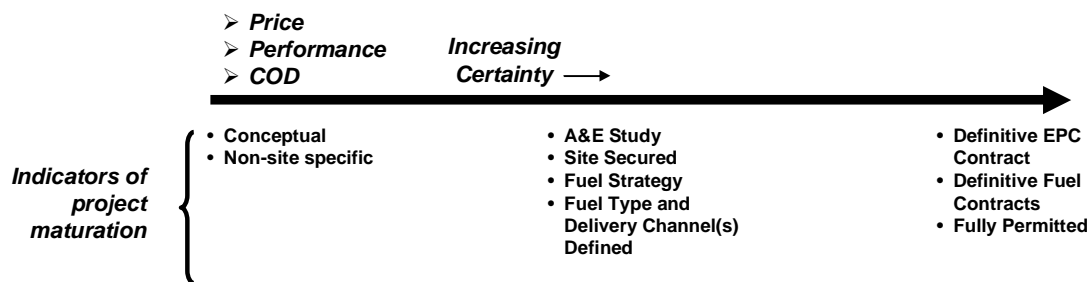 ➢ Price
➢ Performance
➢ COD
Increasing
Certainty
Indicators of
project
maturation
• Conceptual
• Non-site specific
• A&E Study
• Site Secured
• Fuel Strategy
• Fuel Type and
Delivery Channel(s)
Defined
• Definitive EPC
Contract
• Definitive Fuel
Contracts
• Fully Permitted